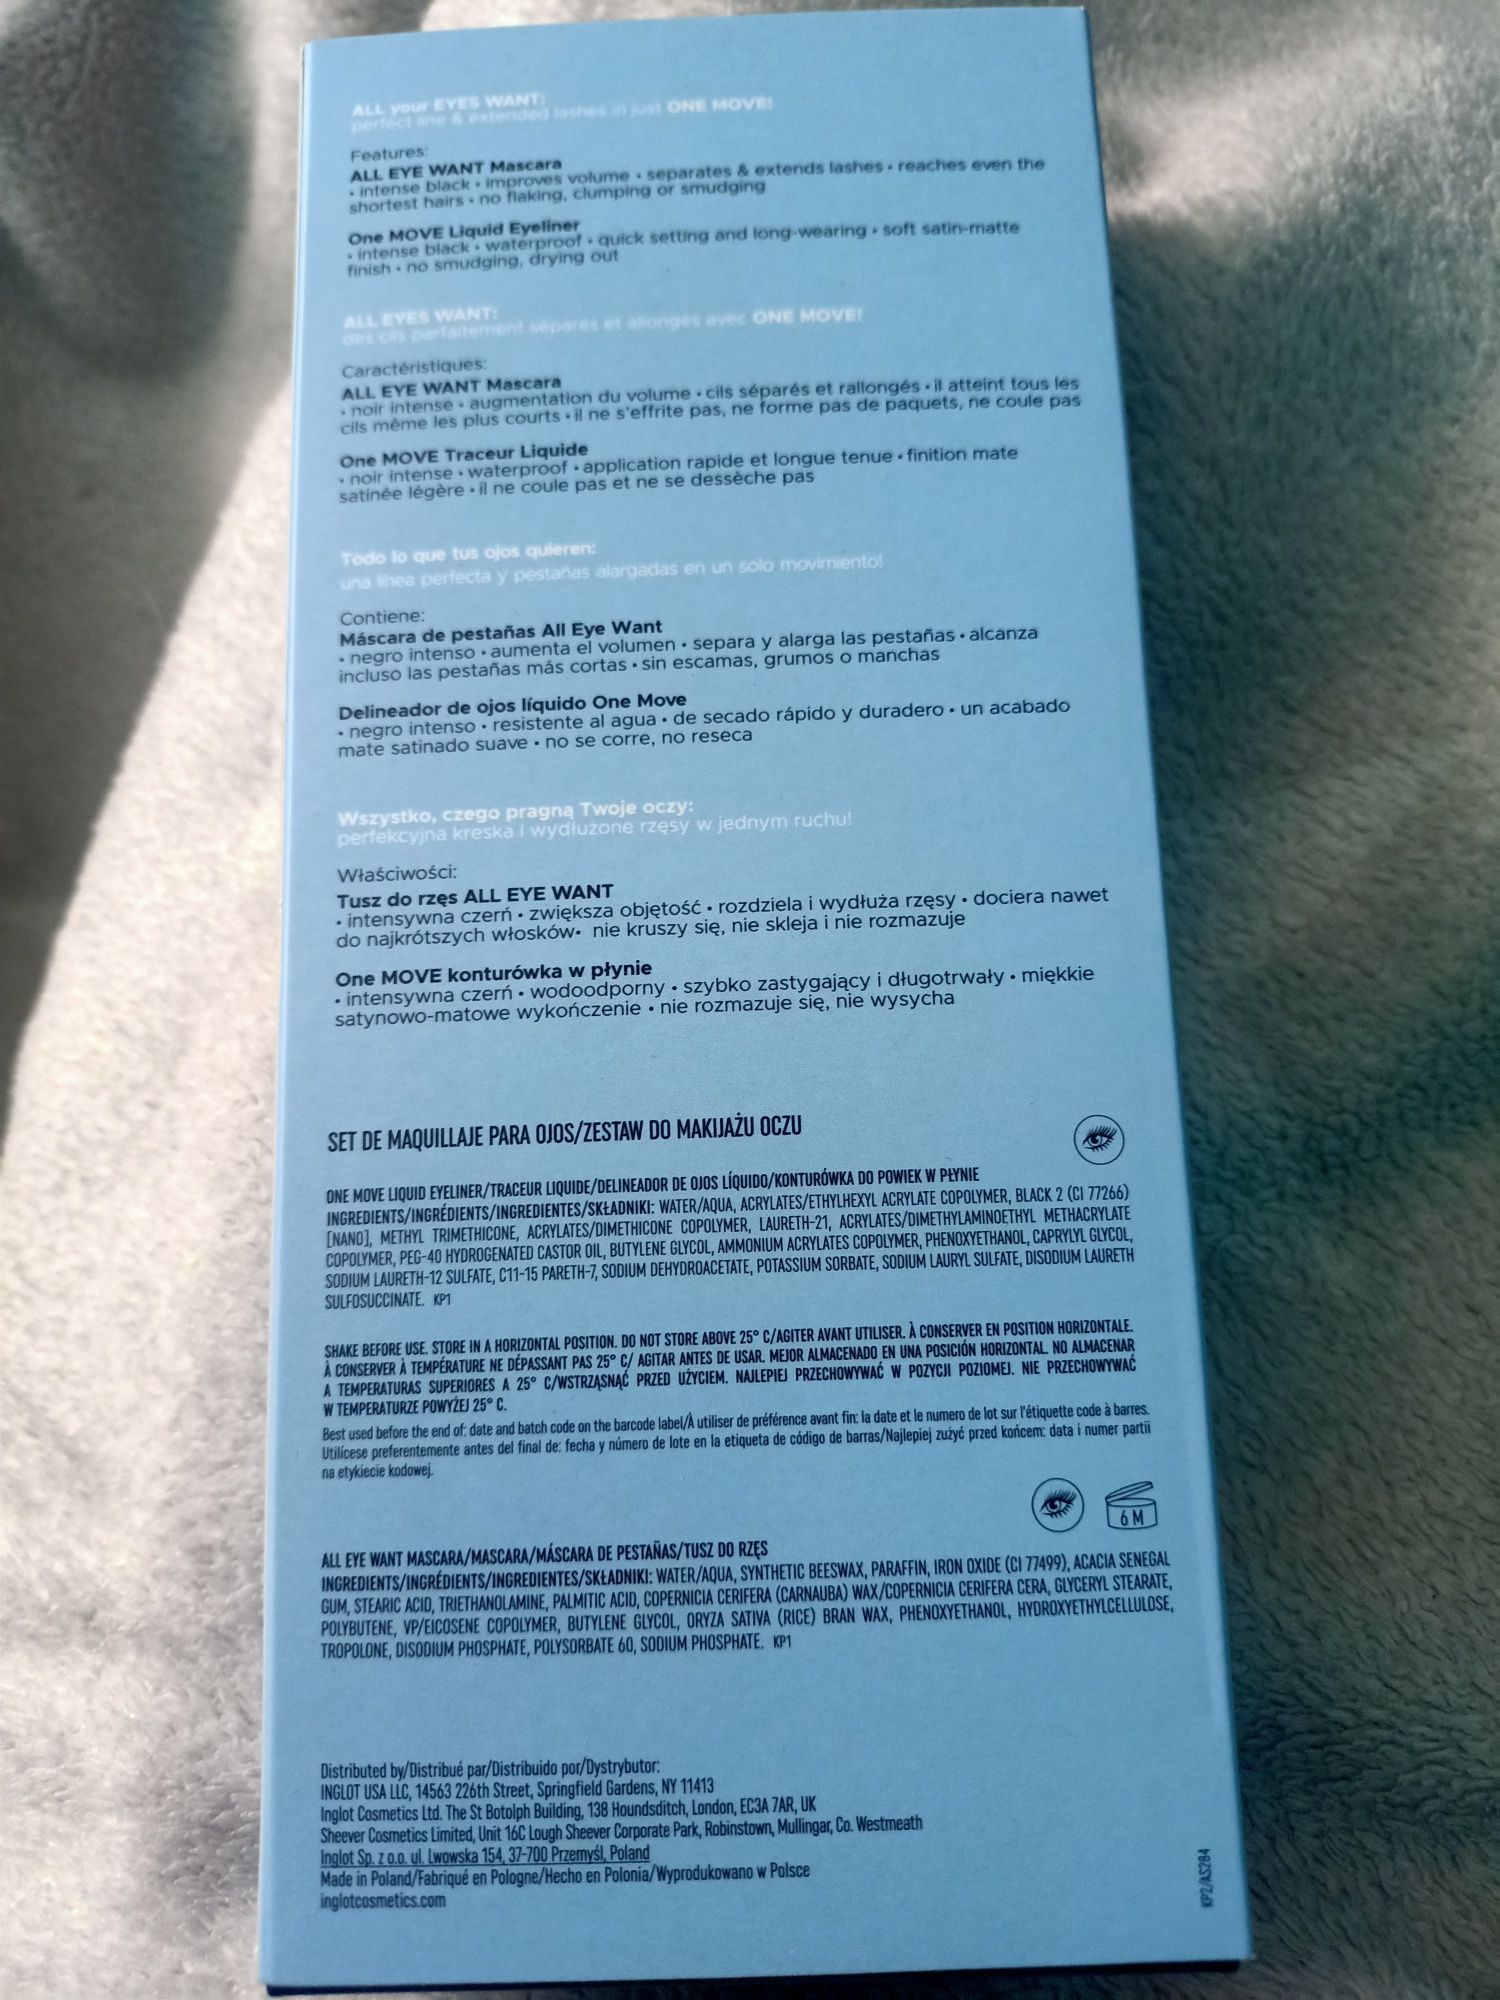 ALL your EYES WANT:
perfect line & extended lashes in just ONE MOVE!
Features:
ALL EYE WANT Mascara
• intense black • improves volume • separates & extends lashes • reaches even the
shortest hairs • no flaking, clumping or smudging
One MOVE Liquid Eyeliner
• intense black • waterproof • quick setting and long-wearing • soft satin-matte
finish • no smudging, drying out
ALL EYES WANT:
des cils parfaitement séparés et allongés avec ONE MOVE!
Caractéristiques:
ALL EYE WANT Mascara
• noir intense • augmentation du volume • cils séparés et rallongés • il atteint tous les
cils même les plus courts • il ne s'effrite pas, ne forme pas de paquets, ne coule pas
One MOVE Traceur Liquide
• noir intense • waterproof • application rapide et longue tenue • finition mate
satinée légère • il ne coule pas et ne se dessèche pas
Todo lo que tus ojos quieren:
una línea perfecta y pestañas alargadas en un solo movimiento!
Contiene:
Máscara de pestañas All Eye Want
• negro intenso • aumenta el volumen • separa y alarga las pestañas • alcanza
incluso las pestañas más cortas • sin escamas, grumos o manchas
Delineador de ojos líquido One Move
• negro intenso • resistente al agua • de secado rápido y duradero • un acabado
mate satinado suave • no se corre, no reseca
Wszystko, czego pragną Twoje oczy:
perfekcyjna kreska i wydłużone rzęsy w jednym ruchu!
Właściwości:
Tusz do rzęs ALL EYE WANT
• intensywna czerń • zwiększa objętość • rozdziela i wydłuża rzęsy • dociera nawet
do najkrótszych włosków• nie kruszy się, nie skleja i nie rozmazuje
One MOVE konturówka w płynie
• intensywna czerń • wodoodporny • szybko zastygający i długotrwały • miękkie
satynowo-matowe wykończenie • nie rozmazuje się, nie wysycha
SET DE MAQUILLAJE PARA OJOS/ZESTAW DO MAKIJAŻU OCZU
ONE MOVE LIQUID EYELINER/TRACEUR LIQUIDE/DELINEADOR DE OJOS LÍQUIDO/KONTURÓWKA DO POWIEK W PŁYNIE
INGREDIENTS/INGRÉDIENTS/INGREDIENTES/SKŁADNIKI: WATER/AQUA, ACRYLATES/ETHYLHEXYL ACRYLATE COPOLYMER, BLACK 2 (CI 77266)
[NANO], METHYL TRIMETHICONE, ACRYLATES/DIMETHICONE COPOLYMER, LAURETH-21, ACRYLATES/DIMETHYLAMINOETHYL METHACRYLATE
COPOLYMER, PEG-40 HYDROGENATED CASTOR OIL, BUTYLENE GLYCOL, AMMONIUM ACRYLATES COPOLYMER, PHENOXYETHANOL, CAPRYLYL GLYCOL,
SODIUM LAURETH-12 SULFATE, C11-15 PARETH-7, SODIUM DEHYDROACETATE, POTASSIUM SORBATE, SODIUM LAURYL SULFATE, DISODIUM LAURETH
SULFOSUCCINATE. KP1
SHAKE BEFORE USE. STORE IN A HORIZONTAL POSITION. DO NOT STORE ABOVE 25° C/AGITER AVANT UTILISER. À CONSERVER EN POSITION HORIZONTALE.
À CONSERVER À TEMPÉRATURE NE DÉPASSANT PAS 25° C/ AGITAR ANTES DE USAR. MEJOR ALMACENADO EN UNA POSICIÓN HORIZONTAL. NO ALMACENAR
A TEMPERATURAS SUPERIORES A 25° C/WSTRZĄSNĄĆ PRZED UŻYCIEM. NAJLEPIEJ PRZECHOWYWAĆ W POZYCJI POZIOMEJ. NIE PRZECHOWYWAĆ
W TEMPERATURZE POWYŻEJ 25° C.
Best used before the end of: date and batch code on the barcode label/À utiliser de préférence avant fin: la date et le numero de lot sur l'étiquette code à barres.
Utilícese preferentemente antes del final de: fecha y número de lote en la etiqueta de código de barras/Najlepiej zużyć przed końcem: data i numer partii
na etykiecie kodowej.
6 M
ALL EYE WANT MASCARA/MASCARA/MÁSCARA DE PESTAÑAS/TUSZ DO RZĘS
INGREDIENTS/INGRÉDIENTS/INGREDIENTES/SKŁADNIKI: WATER/AQUA, SYNTHETIC BEESWAX, PARAFFIN, IRON OXIDE (CI 77499), ACACIA SENEGAL
GUM, STEARIC ACID, TRIETHANOLAMINE, PALMITIC ACID, COPERNICIA CERIFERA (CARNAUBA) WAX/COPERNICIA CERIFERA CERA, GLYCERYL STEARATE,
POLYBUTENE, VP/EICOSENE COPOLYMER, BUTYLENE GLYCOL, ORYZA SATIVA (RICE) BRAN WAX, PHENOXYETHANOL, HYDROXYETHYLCELLULOSE,
TROPOLONE, DISODIUM PHOSPHATE, POLYSORBATE 60, SODIUM PHOSPHATE. KP1
Distributed by/Distribué par/Distribuido por/Dystrybutor:
INGLOT USA LLC, 14563 226th Street, Springfield Gardens, NY 11413
Inglot Cosmetics Ltd. The St Botolph Building, 138 Houndsditch, London, EC3A 7AR, UK
Sheever Cosmetics Limited, Unit 16C Lough Sheever Corporate Park, Robinstown, Mullingar, Co. Westmeath
Inglot Sp. z o.o. ul. Lwowska 154, 37-700 Przemyśl, Poland
Made in Poland/Fabriqué en Pologne/Hecho en Polonia/Wyprodukowano w Polsce
inglotcosmetics.com
KP2/AS284